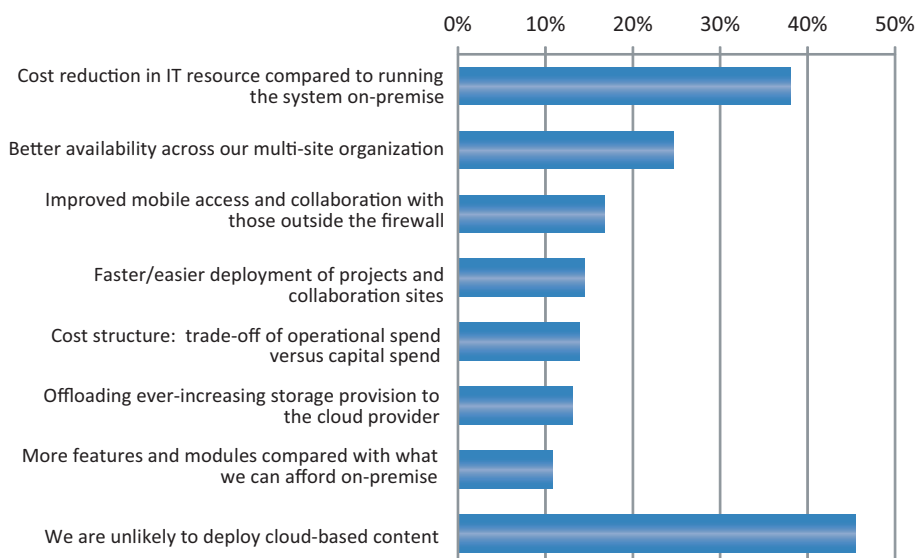 0% 10% 20% 30% 40% 50%
Cost reduction in IT resource compared to running
the system on-premise
Better availability across our multi-site organization
Improved mobile access and collaboration with
those outside the firewall
Faster/easier deployment of projects and
collaboration sites
Cost structure: trade-off of operational spend
versus capital spend
Offloading ever-increasing storage provision to
the cloud provider
More features and modules compared with what
we can afford on-premise
We are unlikely to deploy cloud-based content